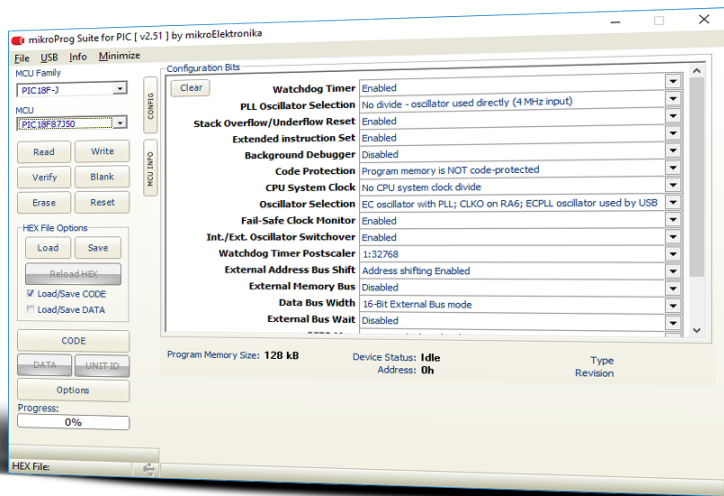 mikroProg Suite for PIC [ v2.51 ] by mikroElektronika
File USB Info Minimize
MCU Family
PIC18F-J
MCU
PIC18F87J50
Read Write
Verify Blank
Erase Reset
HEX File Options
Load Save
Reload HEX
Load/Save CODE
Load/Save DATA
CODE
DATA UNIT ID
Options
Progress:
0%
HEX File:
CONFIG
MCU INFO
Configuration Bits
Clear
Watchdog Timer Enabled
PLL Oscillator Selection No divide - oscillator used directly (4 MHz input)
Stack Overflow/Underflow Reset Enabled
Extended instruction Set Enabled
Background Debugger Disabled
Code Protection Program memory is NOT code-protected
CPU System Clock No CPU system clock divide
Oscillator Selection EC oscillator with PLL; CLKO on RA6; ECPLL oscillator used by USB
Fail-Safe Clock Monitor Enabled
Int./Ext. Oscillator Switchover Enabled
Watchdog Timer Postscaler 1:32768
External Address Bus Shift Address shifting Enabled
External Memory Bus Disabled
Data Bus Width 16-Bit External Bus mode
External Bus Wait Disabled
Program Memory Size: 128 kB Device Status: Idle Type
Address: 0h Revision